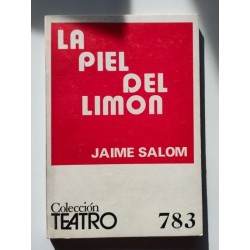 LA
PIEL
DEL
LIMON
JAIME SALOM
Colección
TEATRO
783